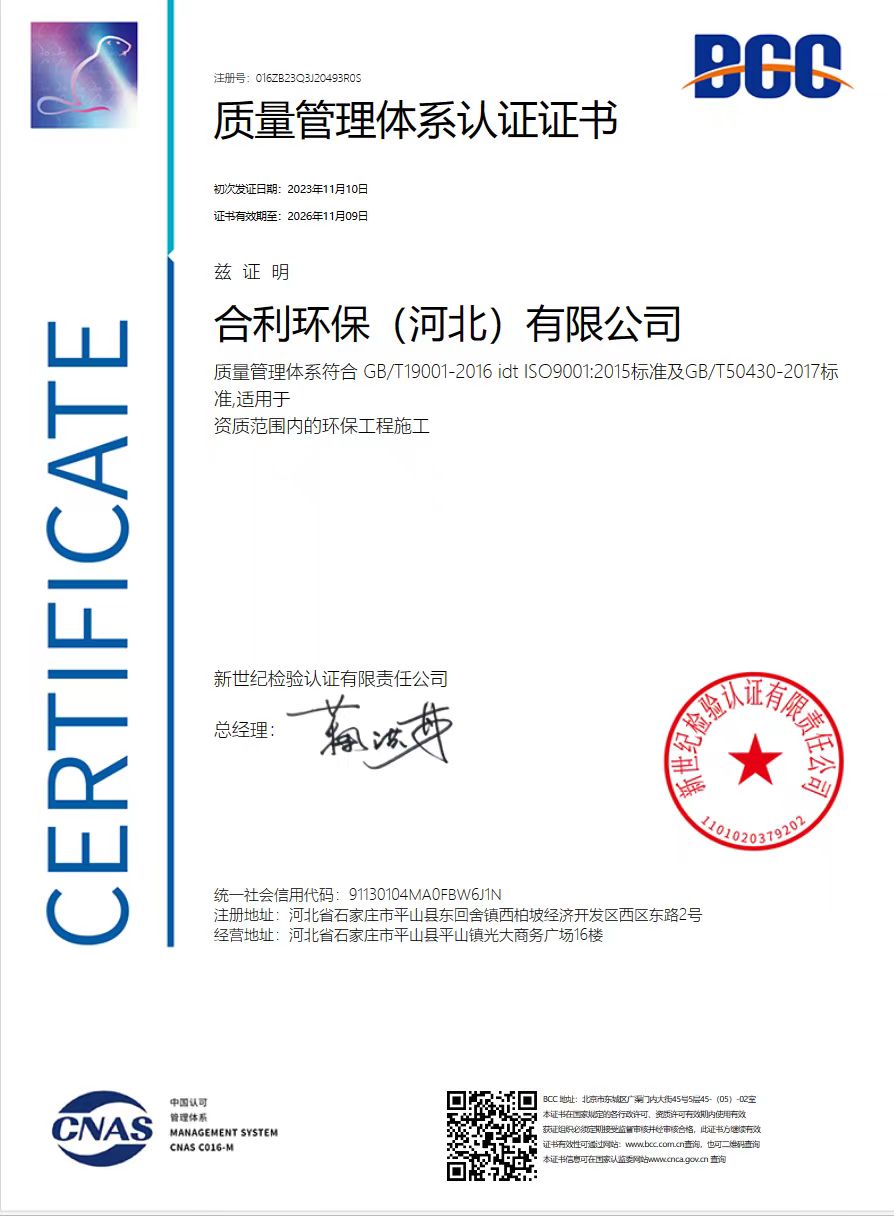 BCC
注册号：016ZB23Q3J20493R0S
质量管理体系认证证书
初次发证日期：2023年11月10日
证书有效期至：2026年11月09日
兹 证 明
合利环保（河北）有限公司
质量管理体系符合 GB/T19001-2016 idt ISO9001:2015标准及GB/T50430-2017标
准,适用于
资质范围内的环保工程施工
CERTIFICATE
新世纪检验认证有限责任公司
总经理：
新世纪检验认证有限责任公司
1101020379202
统一社会信用代码：91130104MA0FBW6J1N
注册地址：河北省石家庄市平山县东回舍镇西柏坡经济开发区西区东路2号
经营地址：河北省石家庄市平山县平山镇光大商务广场16楼
CNAS
中国认可
管理体系
MANAGEMENT SYSTEM
CNAS C016-M
BCC 地址：北京市东城区广渠门内大街45号5层45-（05）-02室
本证书在国家规定的各行政许可、资质许可有效期内使用有效
获证组织必须定期接受监督审核并经审核合格，此证书方继续有效
证书有效性可通过网站：www.bcc.com.cn查询，也可二维码查询
本证书信息可在国家认监委网站www.cnca.gov.cn 查询